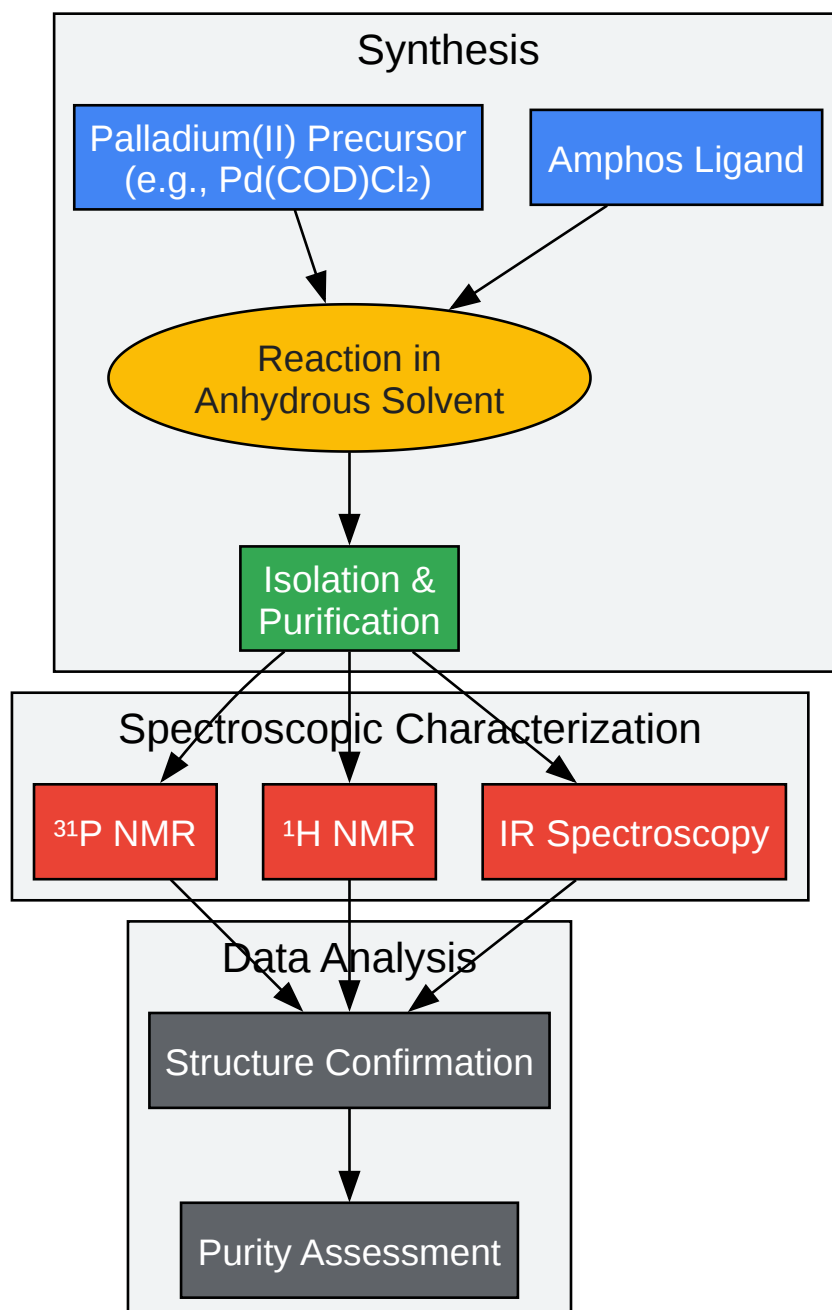 Synthesis
Palladium(II) Precursor
(e.g., Pd(COD)Cl₂)
Amphos Ligand
Reaction in
Anhydrous Solvent
Isolation &
Purification
Spectroscopic Characterization
³¹P NMR
¹H NMR
IR Spectroscopy
Data Analysis
Structure Confirmation
Purity Assessment